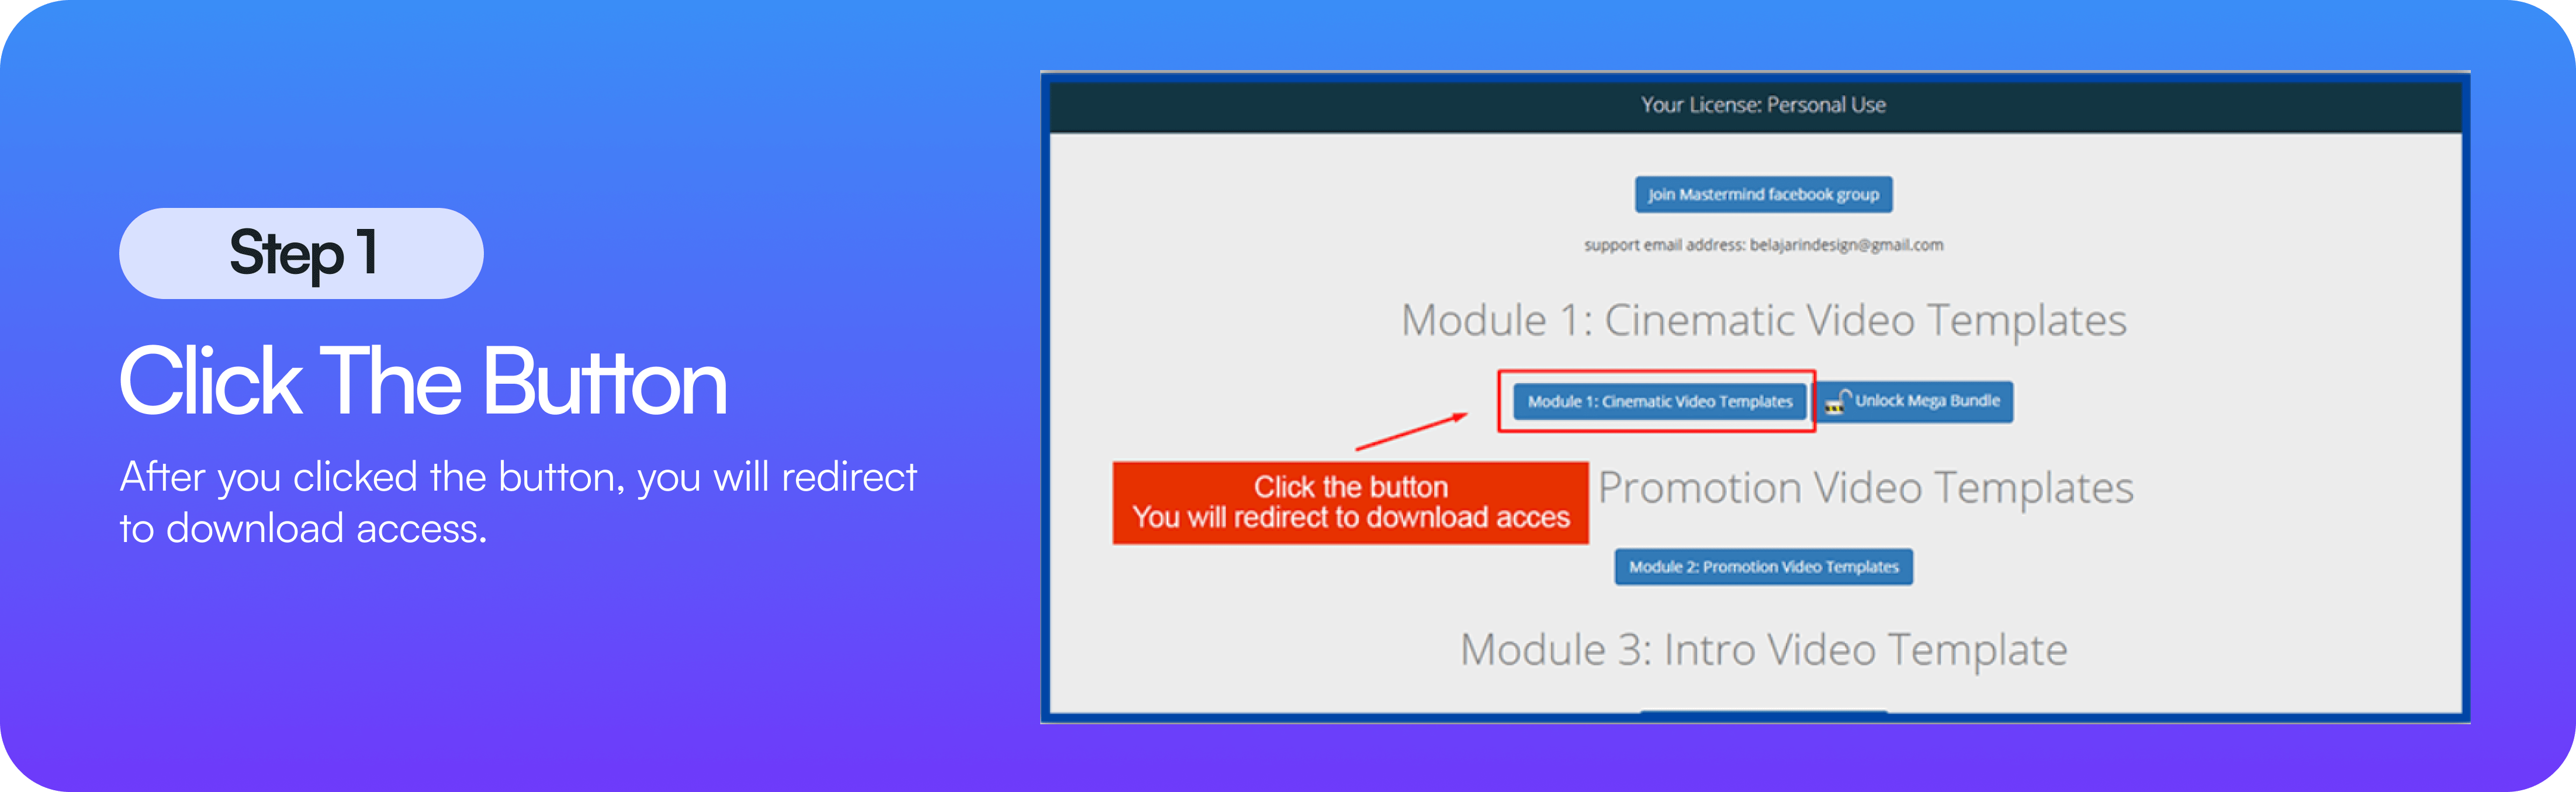 Step 1
Click The Button
After you clicked the button, you will redirect
to download access.
Your License: Personal Use
Join Mastermind facebook group
support email address: belajarindesign@gmail.com
Module 1: Cinematic Video Templates
Module 1: Cinematic Video Templates
Unlock Mega Bundle
Click the button
You will redirect to download acces
Promotion Video Templates
Module 2: Promotion Video Templates
Module 3: Intro Video Template